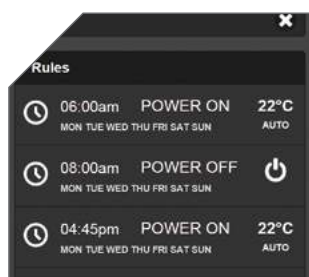 Rules
06:00am POWER ON 22°C
MON TUE WED THU FRI SAT SUN AUTO
08:00am POWER OFF
MON TUE WED THU FRI SAT SUN
04:45pm POWER ON 22°C
MON TUE WED THU FRI SAT SUN AUTO